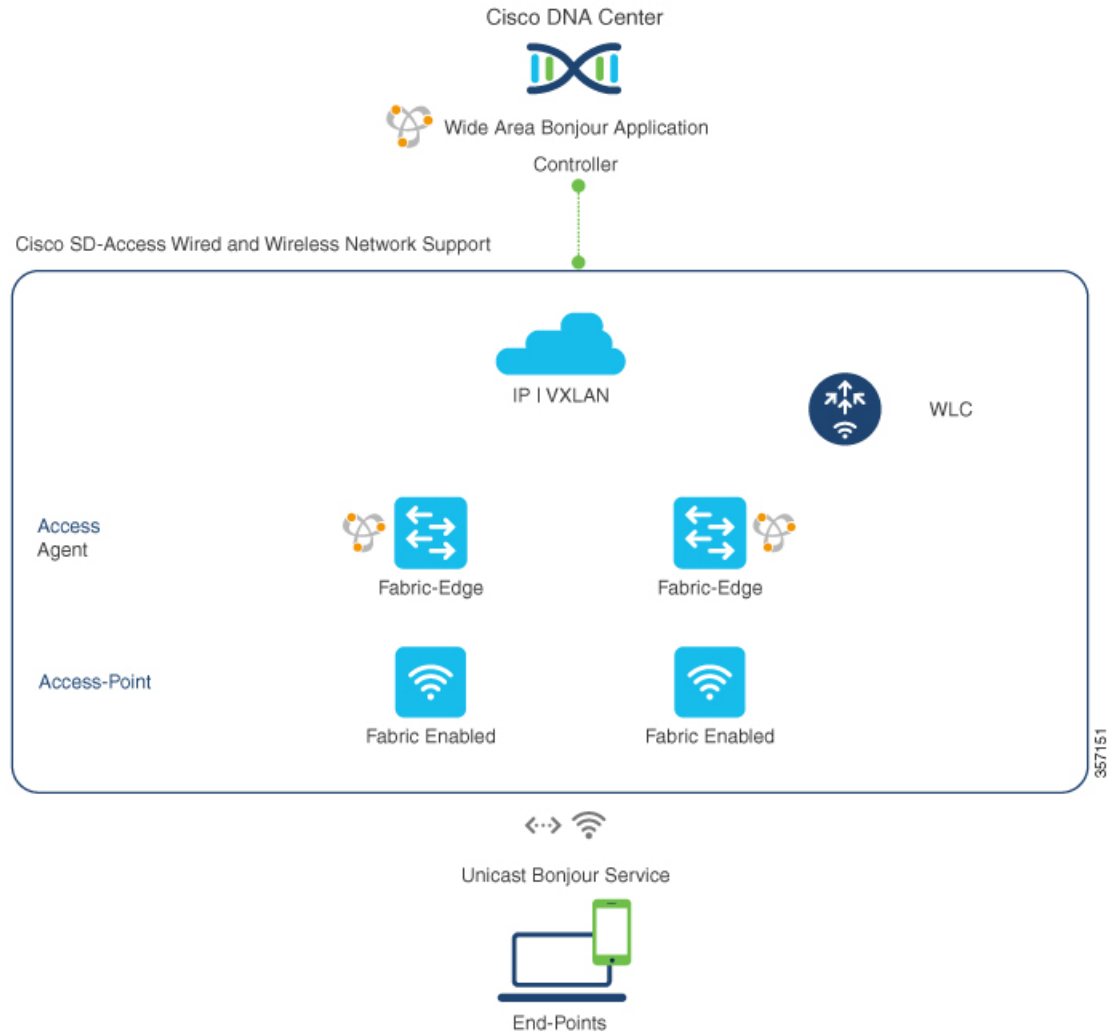 Cisco DNA Center
Wide Area Bonjour Application
Controller
Cisco SD-Access Wired and Wireless Network Support
IP | VXLAN
WLC
Access
Agent
Fabric-Edge
Fabric-Edge
Access-Point
Fabric Enabled
Fabric Enabled
357151
Unicast Bonjour Service
End-Points